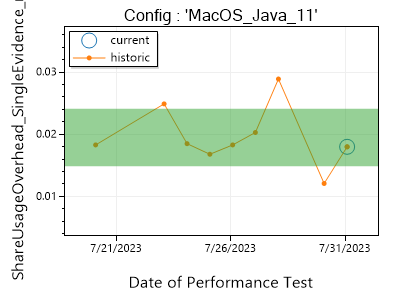 Config : 'MacOS_Java_11'
current
historic
ShareUsageOverhead_SingleEvidence_
0.03
0.02
0.01
7/21/2023
7/26/2023
7/31/2023
Date of Performance Test